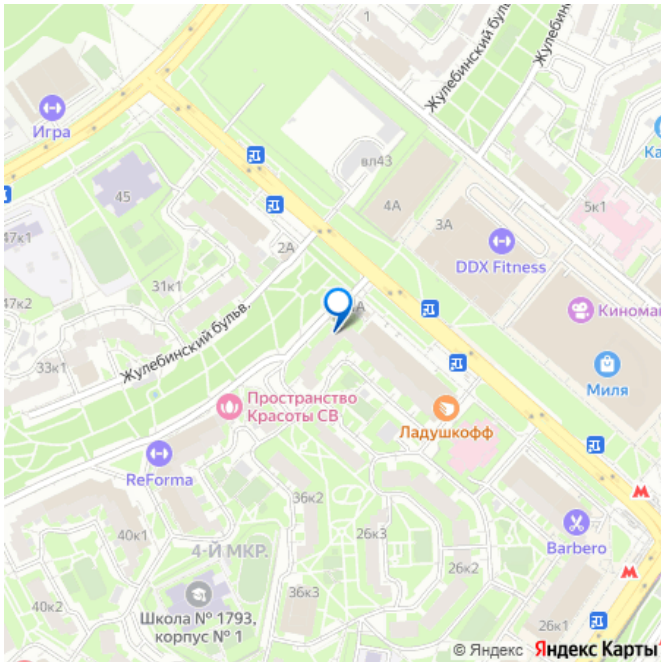 1
Жулебинский бульвар
Жулебин
Игра
вл43
Ка
45
4А
5к1
3А
47к1
2А
DDX Fitness
31к1
47к2
Киномак
Жулебинский бульв.
33к1
Миля
Пространство
Красоты СВ
Ладушкофф
ReForma
36к2
40к1
26к3
Barbero
4-Й МКР.
26к2
36к3
40к2
Школа № 1793,
корпус № 1
26к1
© Яндекс Яндекс Карты